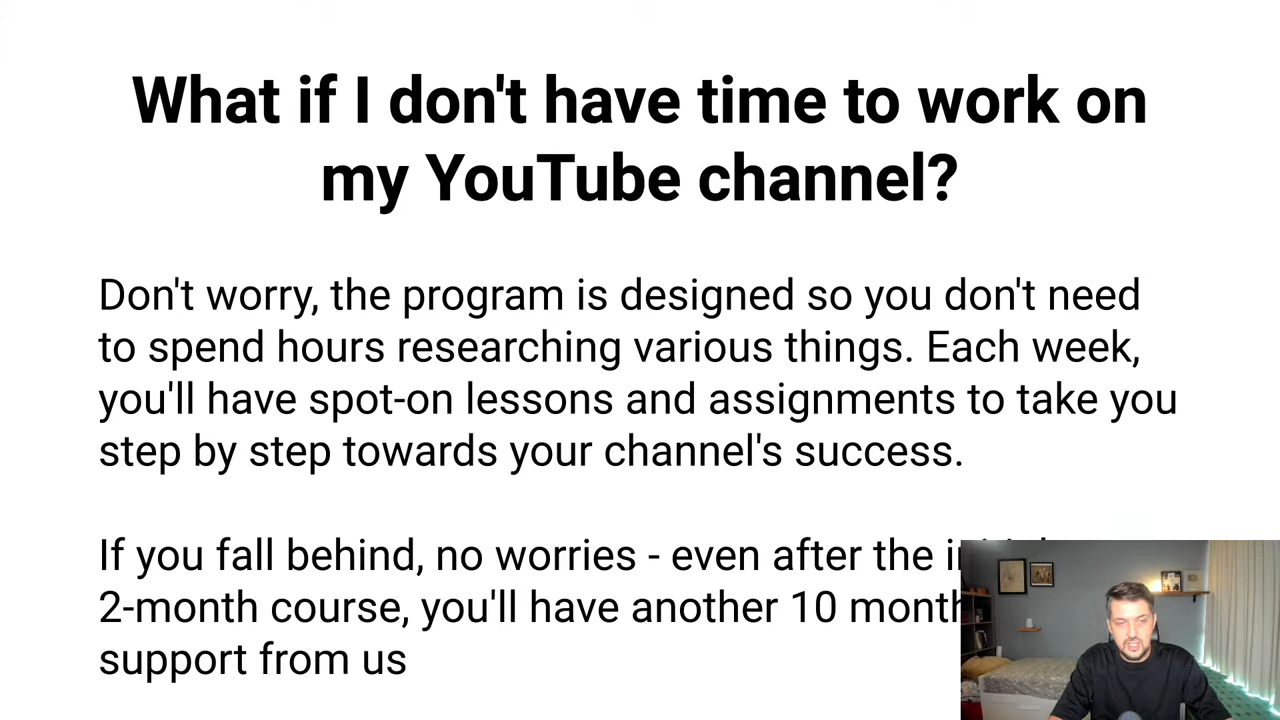 What if I don't have time to work on
my YouTube channel?
Don't worry, the program is designed so you don't need
to spend hours researching various things. Each week,
you'll have spot-on lessons and assignments to take you
step by step towards your channel's success.
If you fall behind, no worries - even after the
2-month course, you'll have another 10
support from us